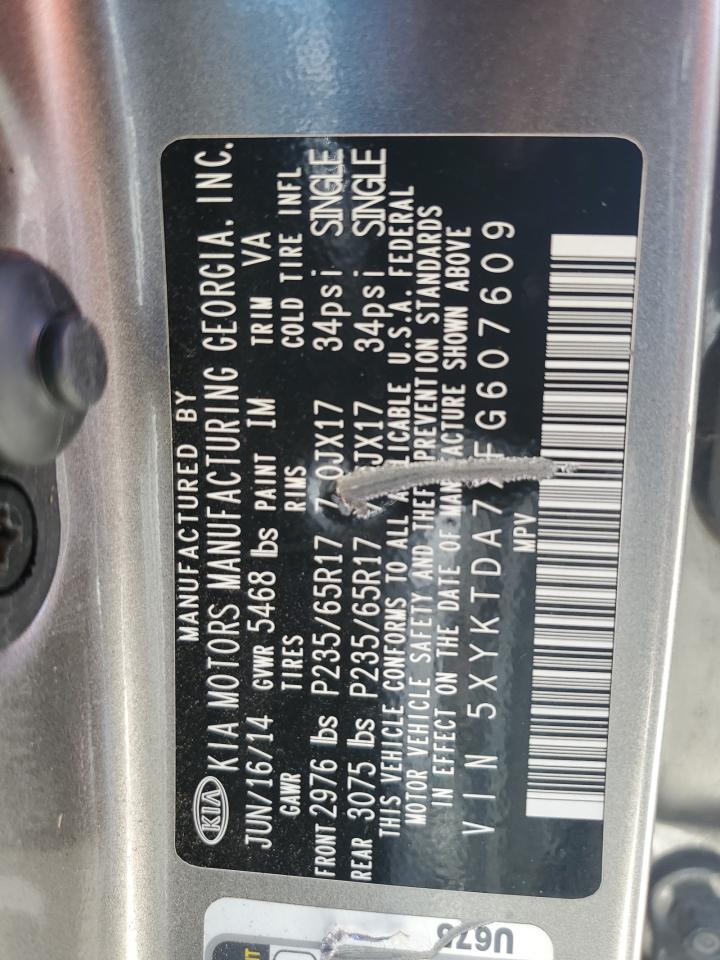 MANUFACTURED BY
KIA KIA MOTORS MANUFACTURING GEORGIA, INC.
JUN/16/14 GVWR 5468 lbs PAINT IM TRIM VA
GAWR TIRES RIMS COLD TIRE INFL
FRONT 2976 lbs P235/65R17 7.0JX17 34psi SINGLE
REAR 3075 lbs P235/65R17 JX17 34psi SINGLE
THIS VEHICLE CONFORMS TO ALL APPLICABLE U.S.A. FEDERAL
MOTOR VEHICLE SAFETY AND THEFT PREVENTION STANDARDS
IN EFFECT ON THE DATE OF MANUFACTURE SHOWN ABOVE
VIN 5XYKTDA7 FG607609
MPV